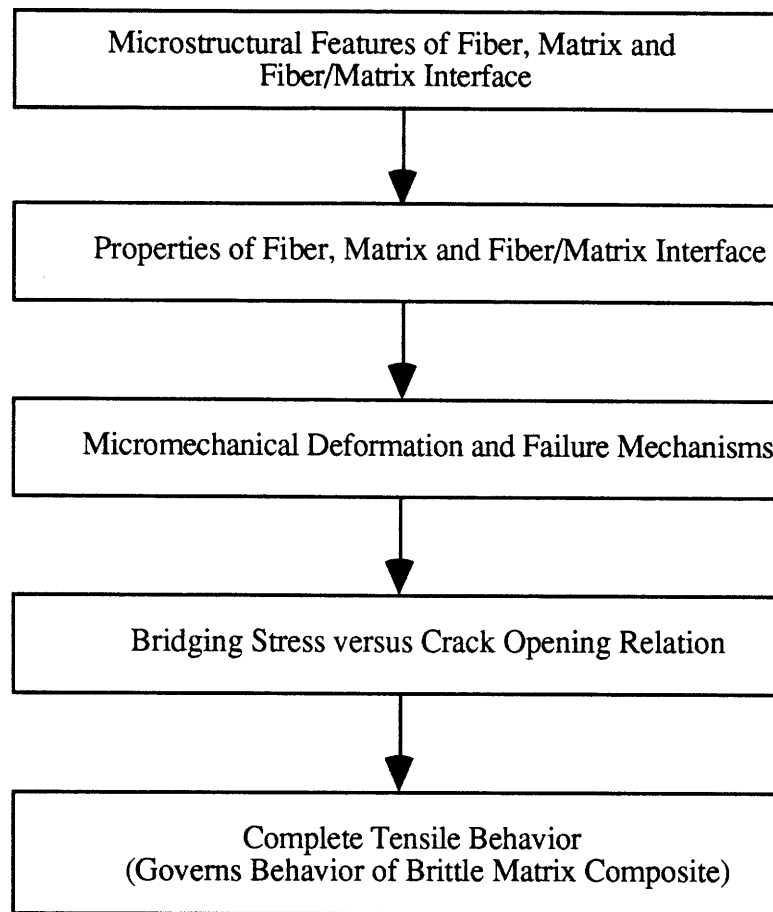 Microstructural Features of Fiber, Matrix and
Fiber/Matrix Interface
Properties of Fiber, Matrix and Fiber/Matrix Interface
Micromechanical Deformation and Failure Mechanisms
Bridging Stress versus Crack Opening Relation
Complete Tensile Behavior
(Governs Behavior of Brittle Matrix Composite)